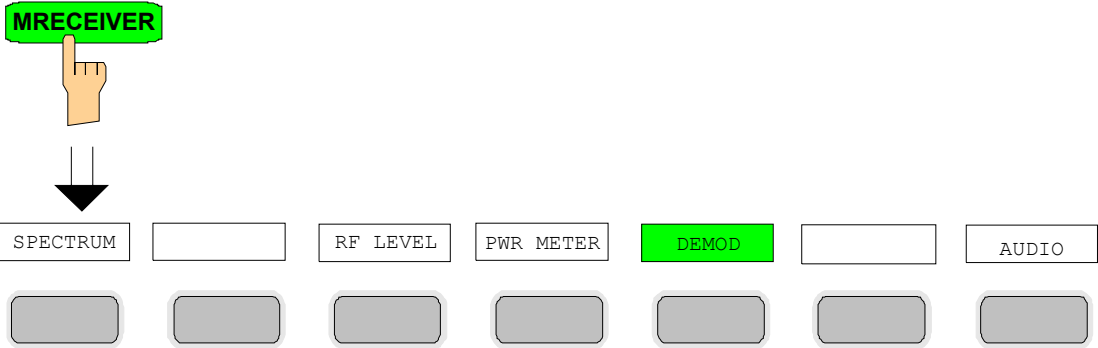 MRECEIVER
SPECTRUM
RF LEVEL
PWR METER
DEMOD
AUDIO